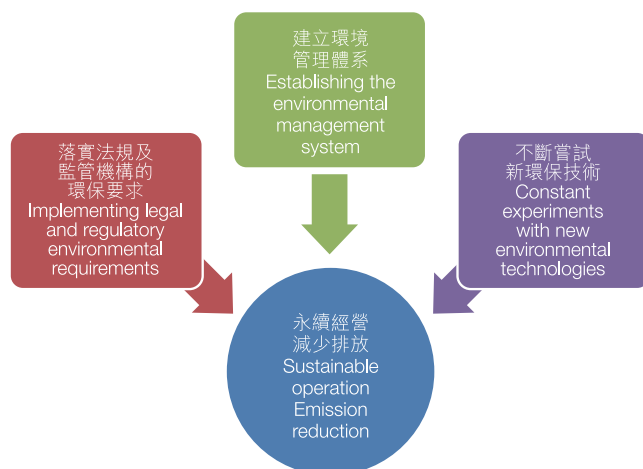 建立環境
管理體系
Establishing the
environmental
management
system
落實法規及
監管機構的
環保要求
Implementing legal
and regulatory
environmental
requirements
不斷嘗試
新環保技術
Constant
experiments
with new
environmental
technologies
永續經營
減少排放
Sustainable
operation
Emission
reduction